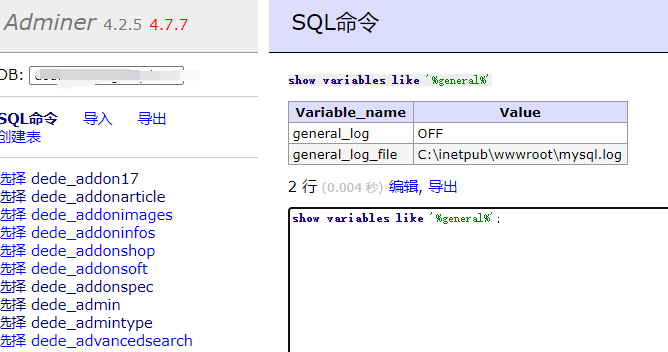 Adminer 4.2.5 4.7.7
DB:
SQL命令 导入 导出
创建表
选择 dede_addon17
选择 dede_addonarticle
选择 dede_addonimages
选择 dede_addoninfos
选择 dede_addonshop
选择 dede_addonsoft
选择 dede_addonspec
选择 dede_admin
选择 dede_admintype
选择 dede_advancedsearch
SQL命令
show variables like '%general%'
Variable_name Value
general_log OFF
general_log_file C:\inetpub\wwwroot\mysql.log
2 行 (0.004 秒) 编辑, 导出
show variables like '%general%';